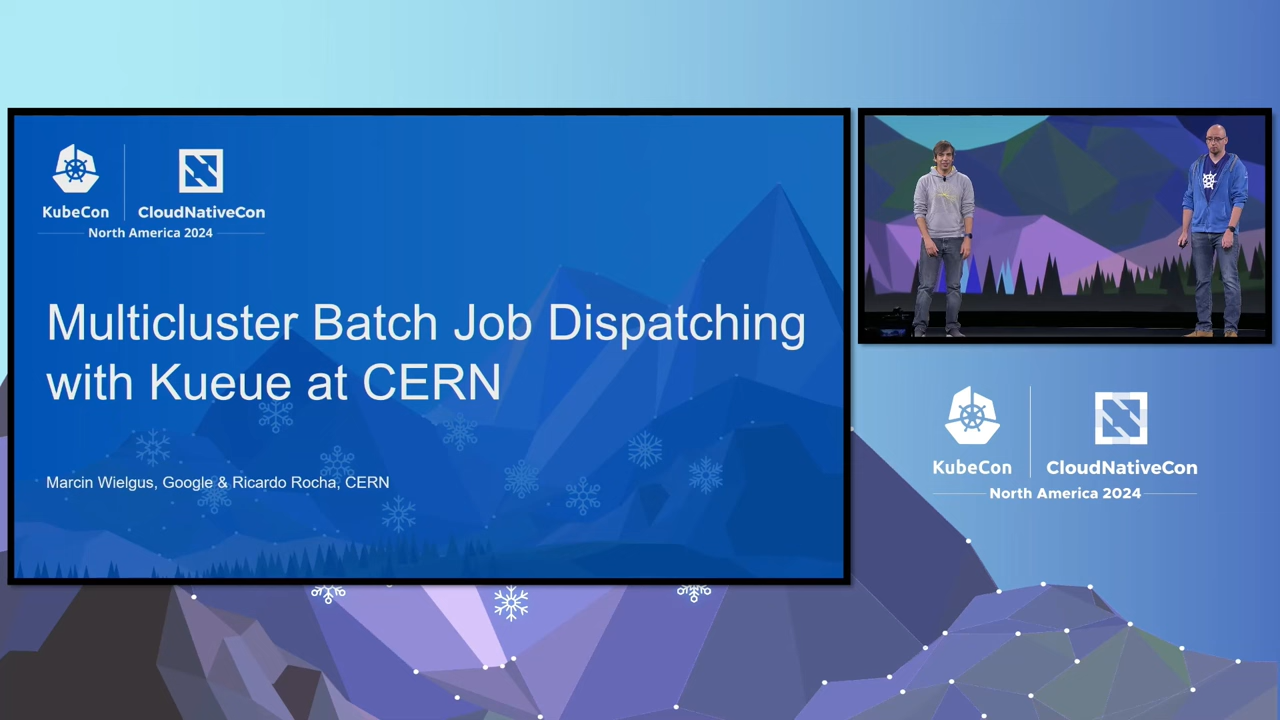 KubeCon
CloudNativeCon
North America 2024
Multicluster Batch Job Dispatching
with Kueue at CERN
Marcin Wielgus, Google & Ricardo Rocha, CERN
KubeCon
CloudNativeCon
North America 2024